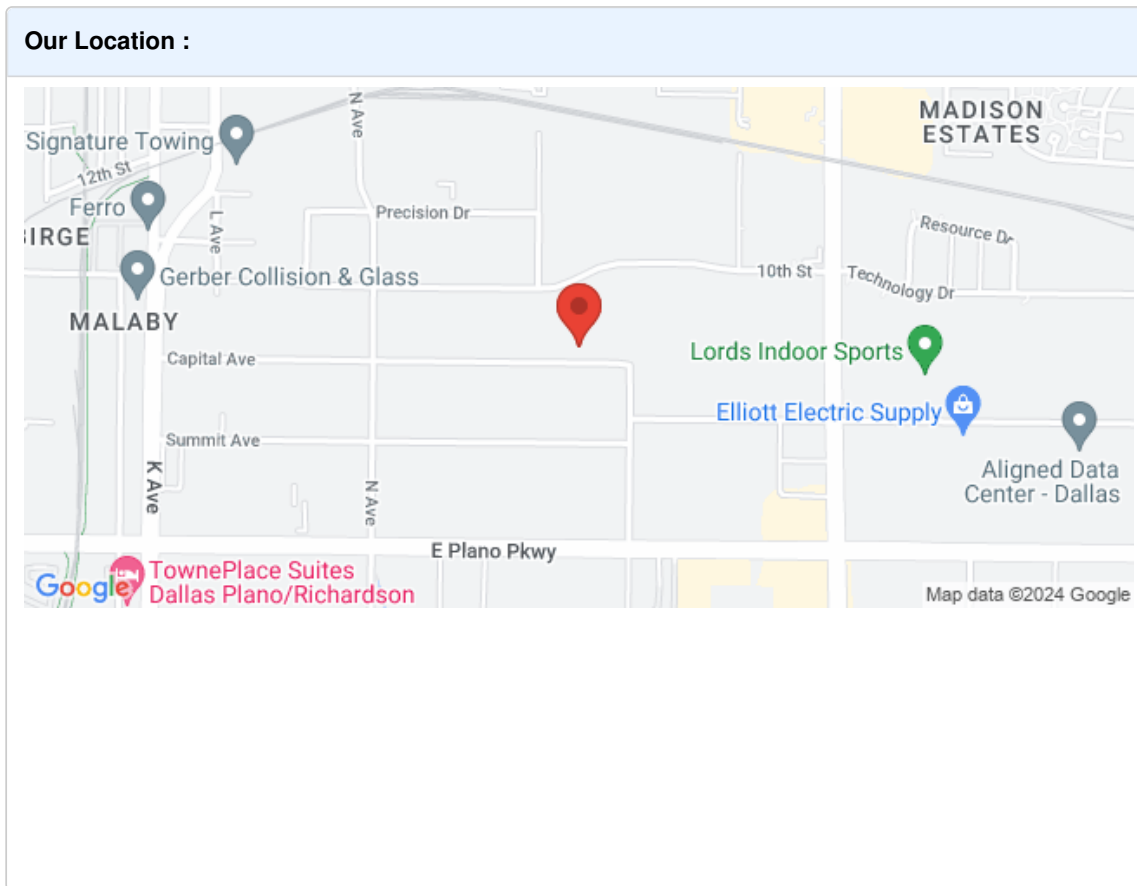 Our Location :
N Ave
MADISON
ESTATES
Signature Towing
12th St
Ferro
L Ave
Precision Dr
Resource Dr
BIRGE
Gerber Collision & Glass
10th St
Technology Dr
MALABY
Capital Ave
Lords Indoor Sports
Elliott Electric Supply
Summit Ave
K Ave
N Ave
Aligned Data
Center - Dallas
E Plano Pkwy
TownePlace Suites
Dallas Plano/Richardson
Google
Map data ©2024 Google